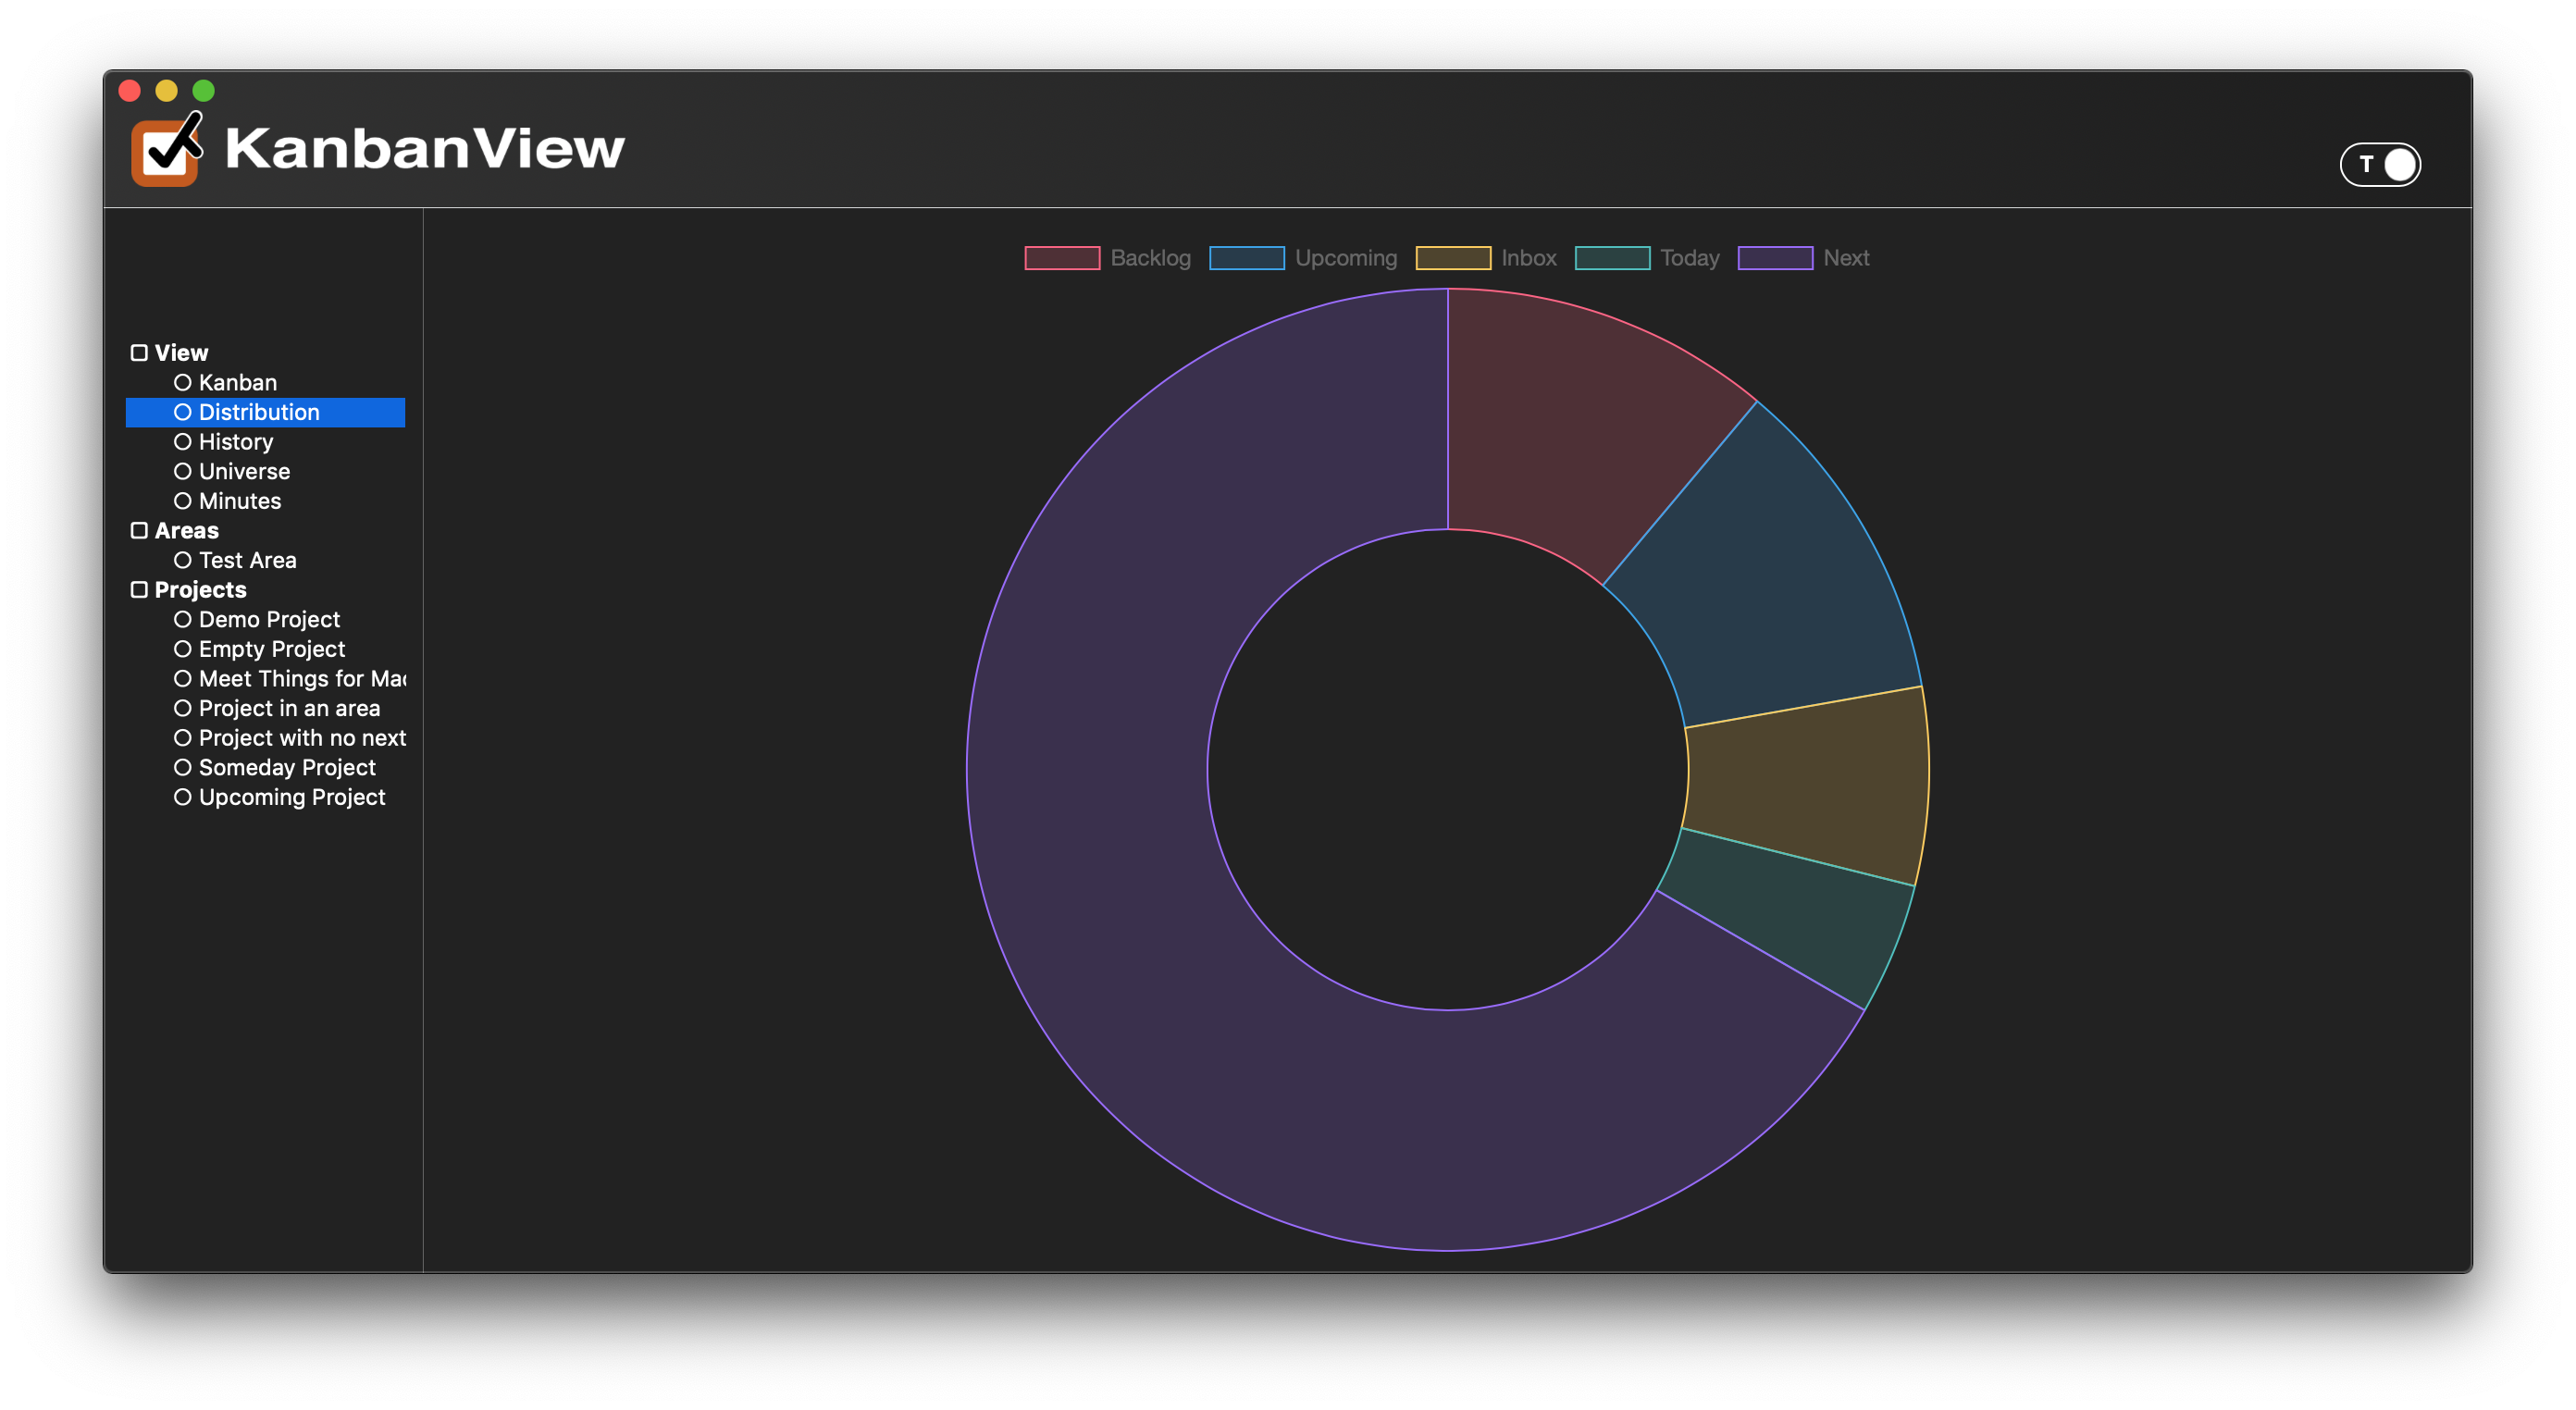 KanbanView
T
Backlog Upcoming Inbox Today Next
View
Kanban
Distribution
History
Universe
Minutes
Areas
Test Area
Projects
Demo Project
Empty Project
Meet Things for Mac
Project in an area
Project with no next
Someday Project
Upcoming Project